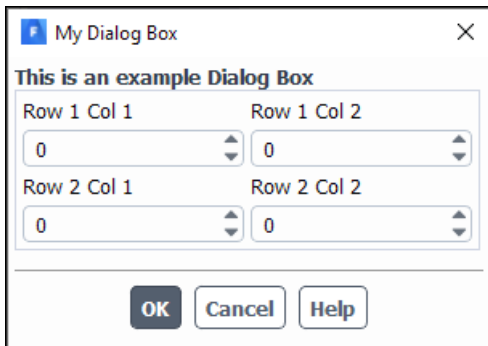 F My Dialog Box
This is an example Dialog Box
Row 1 Col 1 Row 1 Col 2
0 0
Row 2 Col 1 Row 2 Col 2
0 0
OK Cancel Help